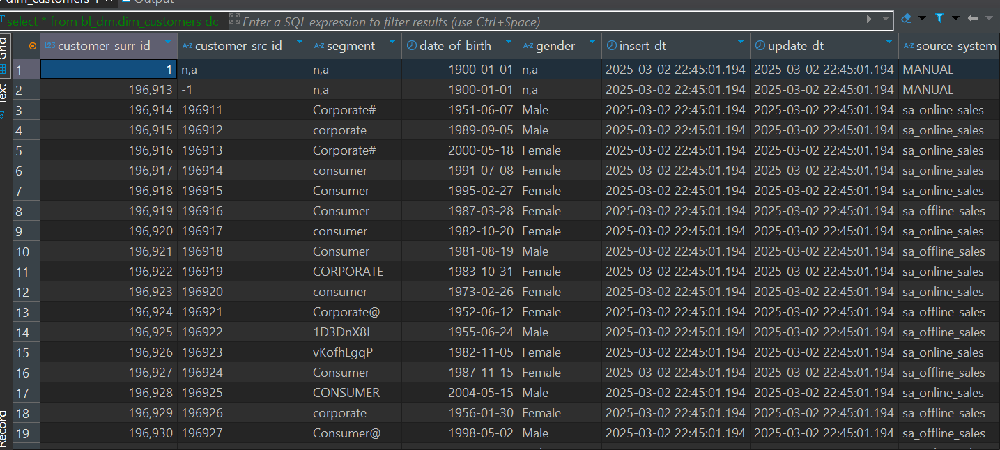 dim_customers 1 Output
select * from bl_dm.dim_customers dc Enter a SQL expression to filter results (use Ctrl+Space)
Grid
Text
Record
123 customer_surr_id A-Z customer_src_id A-Z segment date_of_birth A-Z gender insert_dt update_dt A-Z source_system
1 -1 n,a n,a 1900-01-01 n,a 2025-03-02 22:45:01.194 2025-03-02 22:45:01.194 MANUAL
2 196,913 -1 n,a 1900-01-01 n,a 2025-03-02 22:45:01.194 2025-03-02 22:45:01.194 MANUAL
3 196,914 196911 Corporate# 1951-06-07 Male 2025-03-02 22:45:01.194 2025-03-02 22:45:01.194 sa_online_sales
4 196,915 196912 corporate 1989-09-05 Male 2025-03-02 22:45:01.194 2025-03-02 22:45:01.194 sa_online_sales
5 196,916 196913 Corporate# 2000-05-18 Female 2025-03-02 22:45:01.194 2025-03-02 22:45:01.194 sa_online_sales
6 196,917 196914 consumer 1991-07-08 Female 2025-03-02 22:45:01.194 2025-03-02 22:45:01.194 sa_online_sales
7 196,918 196915 Consumer 1995-02-27 Female 2025-03-02 22:45:01.194 2025-03-02 22:45:01.194 sa_online_sales
8 196,919 196916 Consumer 1987-03-28 Female 2025-03-02 22:45:01.194 2025-03-02 22:45:01.194 sa_offline_sales
9 196,920 196917 consumer 1982-10-20 Female 2025-03-02 22:45:01.194 2025-03-02 22:45:01.194 sa_online_sales
10 196,921 196918 Consumer 1981-08-19 Male 2025-03-02 22:45:01.194 2025-03-02 22:45:01.194 sa_offline_sales
11 196,922 196919 CORPORATE 1983-10-31 Female 2025-03-02 22:45:01.194 2025-03-02 22:45:01.194 sa_online_sales
12 196,923 196920 consumer 1973-02-26 Female 2025-03-02 22:45:01.194 2025-03-02 22:45:01.194 sa_online_sales
13 196,924 196921 Corporate@ 1952-06-12 Female 2025-03-02 22:45:01.194 2025-03-02 22:45:01.194 sa_offline_sales
14 196,925 196922 1D3DnX8I 1955-06-24 Male 2025-03-02 22:45:01.194 2025-03-02 22:45:01.194 sa_offline_sales
15 196,926 196923 vKofhLgqP 1982-11-05 Female 2025-03-02 22:45:01.194 2025-03-02 22:45:01.194 sa_online_sales
16 196,927 196924 Consumer 1987-11-15 Female 2025-03-02 22:45:01.194 2025-03-02 22:45:01.194 sa_offline_sales
17 196,928 196925 CONSUMER 2004-05-15 Male 2025-03-02 22:45:01.194 2025-03-02 22:45:01.194 sa_online_sales
18 196,929 196926 corporate 1956-01-30 Female 2025-03-02 22:45:01.194 2025-03-02 22:45:01.194 sa_offline_sales
19 196,930 196927 Consumer@ 1998-05-02 Male 2025-03-02 22:45:01.194 2025-03-02 22:45:01.194 sa_offline_sales